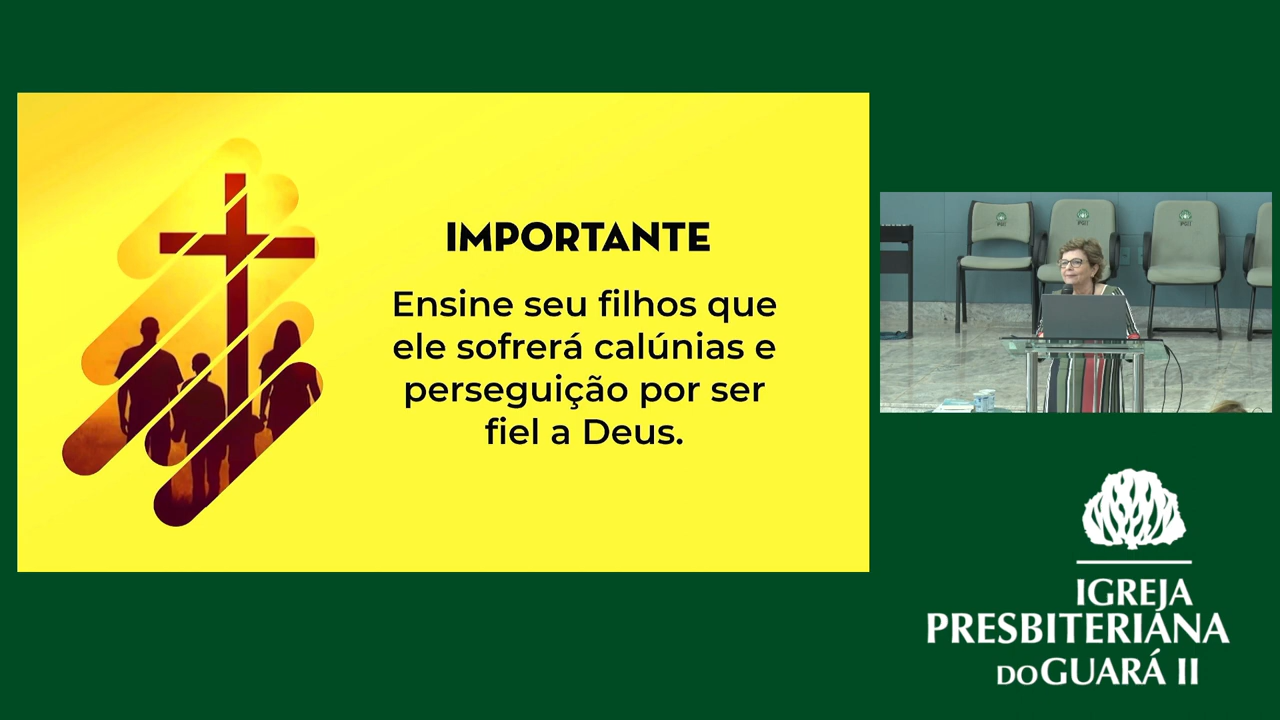 IMPORTANTE
Ensine seu filhos que
ele sofrerá calúnias e
perseguição por ser
fiel a Deus.
IGREJA
PRESBITERIANA
DO GUARÁ II